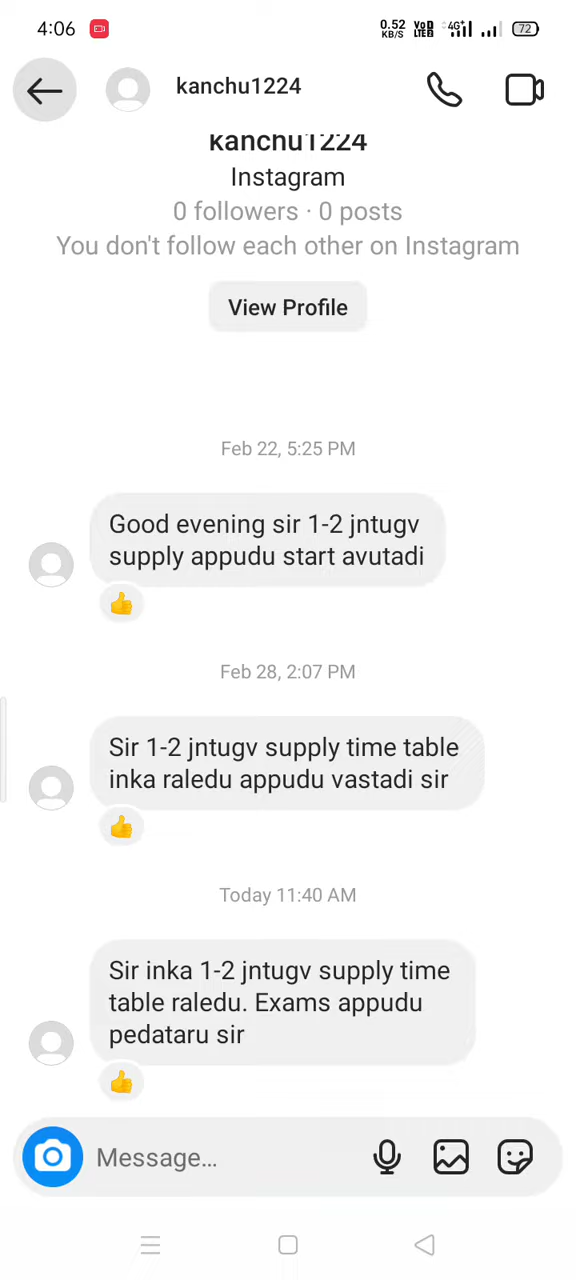 4:06
0.52
KB/S
VoD
LTE2
4G+
72
kanchu1224
kanchu1224
Instagram
0 followers · 0 posts
You don't follow each other on Instagram
View Profile
Feb 22, 5:25 PM
Good evening sir 1-2 jntugv
supply appudu start avutadi
Feb 28, 2:07 PM
Sir 1-2 jntugv supply time table
inka raledu appudu vastadi sir
Today 11:40 AM
Sir inka 1-2 jntugv supply time
table raledu. Exams appudu
pedataru sir
Message...